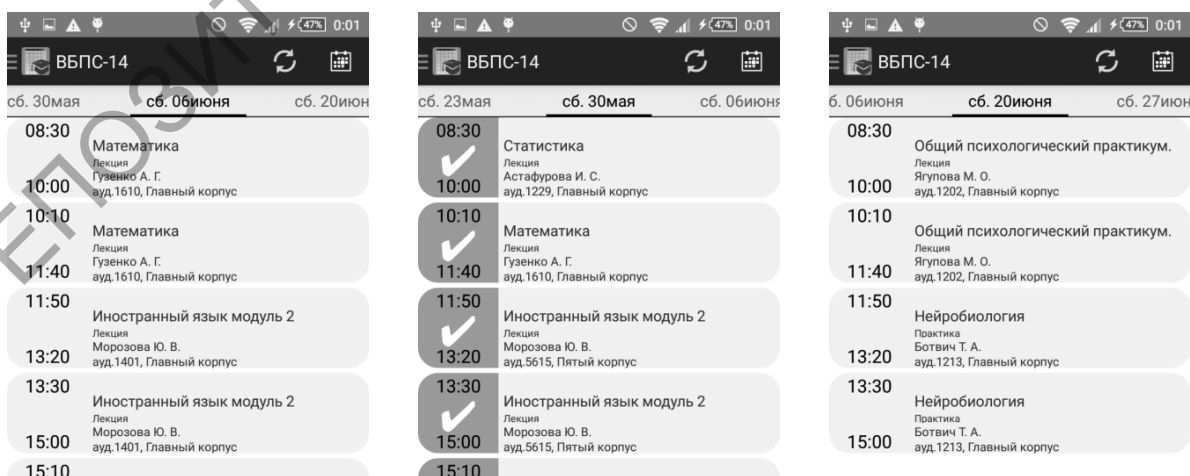 47% 0:01
ВБПС-14
сб. 30мая сб. 06июня сб. 20июн
08:30
Математика
Лекция
Гузенко А. Г.
10:00 ауд.1610, Главный корпус
10:10
Математика
Лекция
Гузенко А. Г.
11:40 ауд.1610, Главный корпус
11:50
Иностранный язык модуль 2
Лекция
Морозова Ю. В.
13:20 ауд.1401, Главный корпус
13:30
Иностранный язык модуль 2
Лекция
Морозова Ю. В.
15:00 ауд.1401, Главный корпус
15:10
47% 0:01
ВБПС-14
сб. 23мая сб. 30мая сб. 06июня
08:30
Статистика
Лекция
Астафурова И. С.
10:00 ауд.1229, Главный корпус
10:10
Математика
Лекция
Гузенко А. Г.
11:40 ауд.1610, Главный корпус
11:50
Иностранный язык модуль 2
Лекция
Морозова Ю. В.
13:20 ауд.5615, Пятый корпус
13:30
Иностранный язык модуль 2
Лекция
Морозова Ю. В.
15:00 ауд.5615, Пятый корпус
15:10
47% 0:01
ВБПС-14
б. 06июня сб. 20июня сб. 27июн
08:30
Общий психологический практикум.
Лекция
Ягупова М. О.
10:00 ауд.1202, Главный корпус
10:10
Общий психологический практикум.
Лекция
Ягупова М. О.
11:40 ауд.1202, Главный корпус
11:50
Нейробиология
Практика
Ботвич Т. А.
13:20 ауд.1213, Главный корпус
13:30
Нейробиология
Практика
Ботвич Т. А.
15:00 ауд.1213, Главный корпус
ЕПОЗИТ